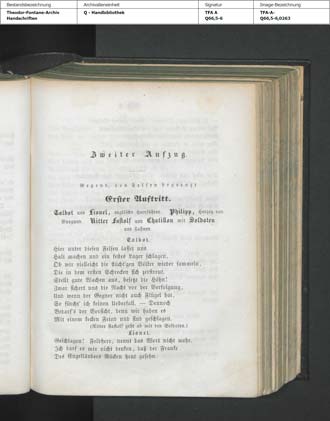 Bestandsbezeichnung
Archivalieneinheit
Signatur
Image-Bezeichnung
Theodor-Fontane-Archiv
Handschriften
Q - Handbibliothek
TFA A
Q66,5-6
TFA-A-
Q66,5-6,0263
Zweiter Aufzug.
Gegend, von Felsen begrenzt
Erster Auftritt.
Talbot und Lionel, englische Heerführer. Philipp, Herzog von
Burgund. Ritter Fastolf und Chatillon mit Soldaten
und Fahnen.
Talbot.
Hier unter diesen Felsen lasset uns
Halt machen und ein festes Lager schlagen,
Ob wir vielleicht die flücht'gen Völker wieder sammeln,
Die in dem ersten Schrecken sich zerstreut.
Stellt gute Wachen aus, besetzt die Höhn!
Zwar sichert uns die Nacht vor der Verfolgung,
Und wenn der Gegner nicht auch Flügel hat,
So fürcht' ich keinen Ueberfall. — Dennoch
Bedarf's der Vorsicht, denn wir haben es
Mit einem kecken Feind und sind geschlagen.
(Ritter Fastolf geht ab mit den Soldaten.)
Lionel.
Geschlagen! Feldherr, nennt das Wort nicht mehr.
Ich darf es mir nicht denken, daß der Franke
Des Engelländers Rücken heut gesehn.